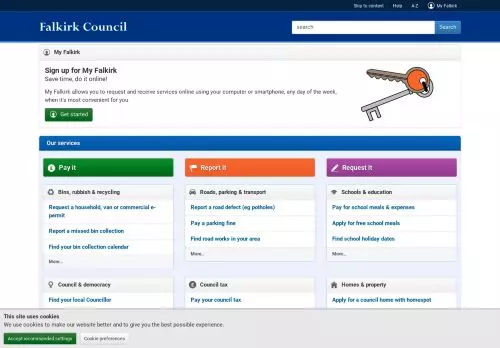 Skip to content Help A-Z My Falkirk
Falkirk Council
search Search
My Falkirk
Sign up for My Falkirk
Save time, do it online!
My Falkirk allows you to request and receive services online using your computer or smartphone, any day of the week,
when it's most convenient for you
Get started
Our services
Pay it Report it Request it
Bins, rubbish & recycling
Request a household, van or commercial e-
permit
Report a missed bin collection
Find your bin collection calendar
More...
Roads, parking & transport
Report a road defect (eg potholes)
Pay a parking fine
Find road works in your area
More...
Schools & education
Pay for school meals & expenses
Apply for free school meals
Find school holiday dates
More...
Council & democracy
Find your local Councillor
Council tax
Pay your council tax
Homes & property
Apply for a council home with homespot
This site uses cookies
We use cookies to make our website better and to give you the best possible experience.
Accept recommended settings Cookie preferences